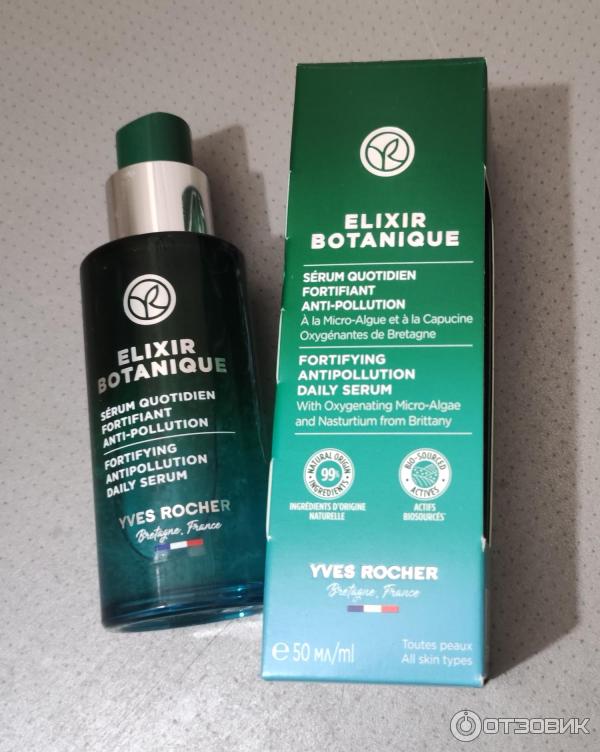 ELIXIR
BOTANIQUE
SÉRUM QUOTIDIEN
FORTIFIANT
ANTI-POLLUTION
FORTIFYING
ANTIPOLLUTION
DAILY SERUM
YVES ROCHER
Bretagne, France
ELIXIR
BOTANIQUE
SÉRUM QUOTIDIEN
FORTIFIANT
ANTI-POLLUTION
À la Micro-Algue et à la Capucine
Oxygénantes de Bretagne
FORTIFYING
ANTIPOLLUTION
DAILY SERUM
With Oxygenating Micro-Algae
and Nasturtium from Brittany
NATURAL ORIGIN
99%
INGREDIENTS
INGRÉDIENTS D'ORIGINE
NATURELLE
BIO-SOURCED
ACTIVES
ACTIFS
BIOSOURCÉS*
YVES ROCHER
Bretagne, France
e 50 мл/ml
Toutes peaux
All skin types
ОТЗОВИК